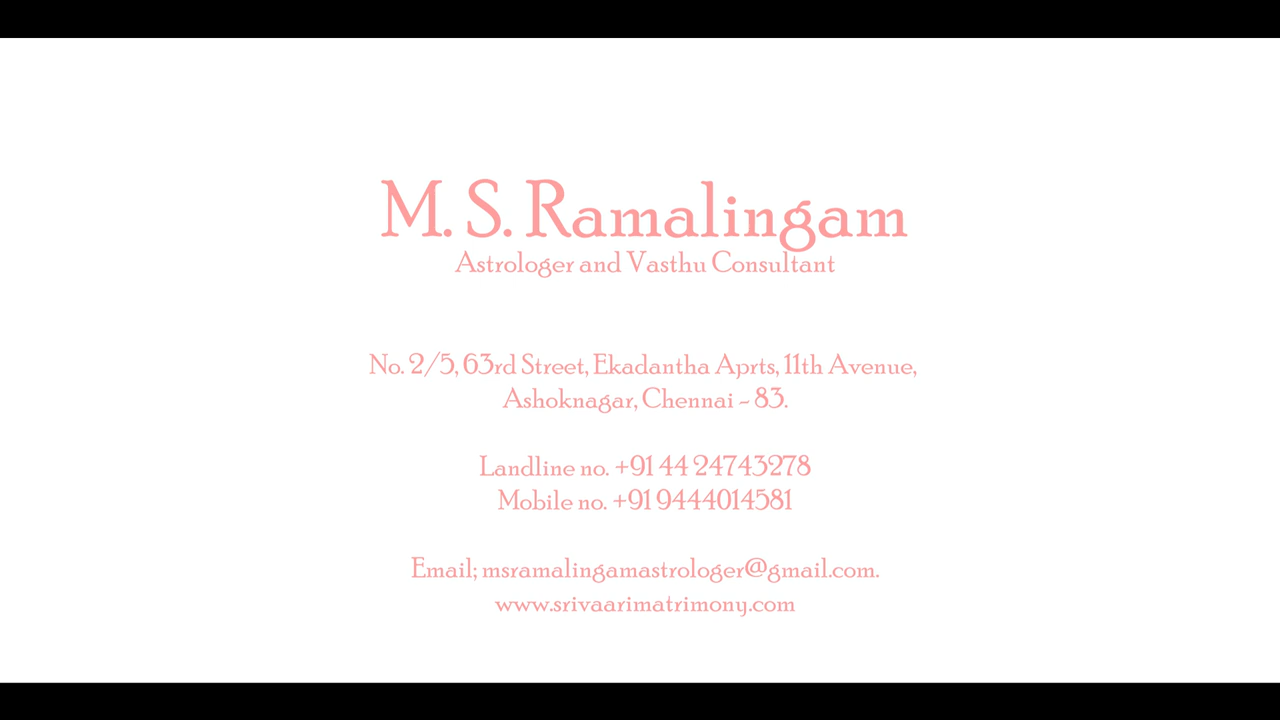 M. S. Ramalingam
Astrologer and Vasthu Consultant
No. 2/5, 63rd Street, Ekadantha Aprts, 11th Avenue,
Ashoknagar, Chennai - 83.
Landline no. +91 44 24743278
Mobile no. +91 9444014581
Email; msramalingamastrologer@gmail.com.
www.srivaarimatrimony.com